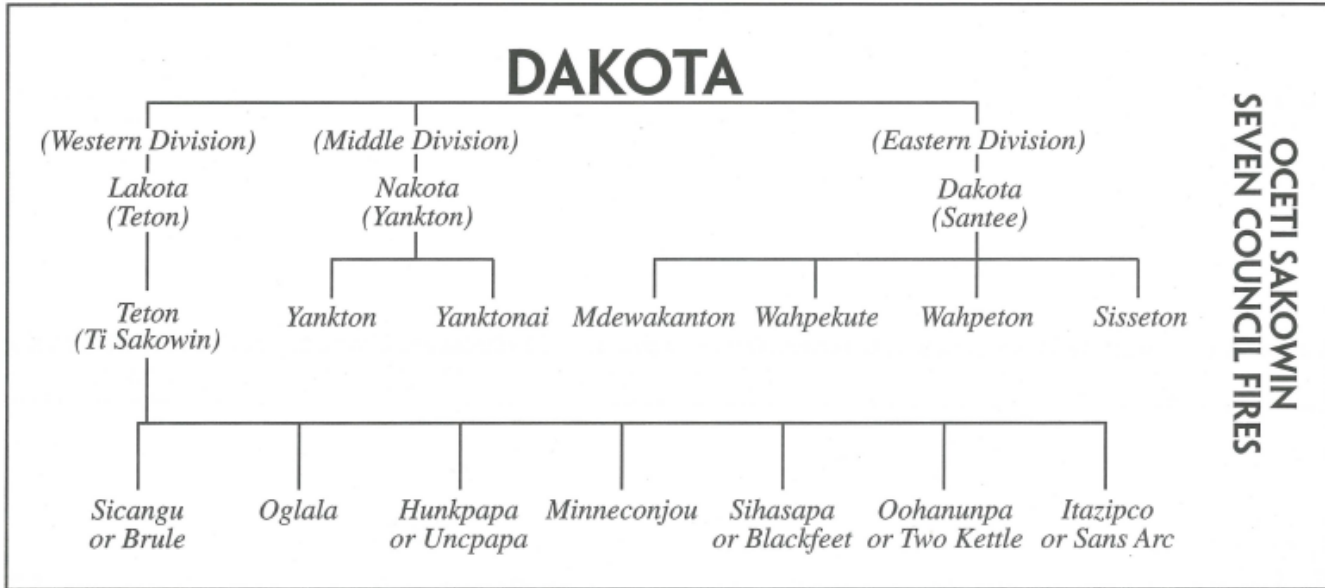 DAKOTA
(Western Division)
(Middle Division)
(Eastern Division)
Lakota
(Teton)
Nakota
(Yankton)
Dakota
(Santee)
Teton
(Ti Sakowin)
Yankton
Yanktonai
Mdewakanton
Wahpekute
Wahpeton
Sisseton
Sicangu
or Brule
Oglala
Hunkpapa
or Uncpapa
Minneconjou
Sihasapa
or Blackfeet
Oohanunpa
or Two Kettle
Itazipco
or Sans Arc
OCETI SAKOWIN
SEVEN COUNCIL FIRES